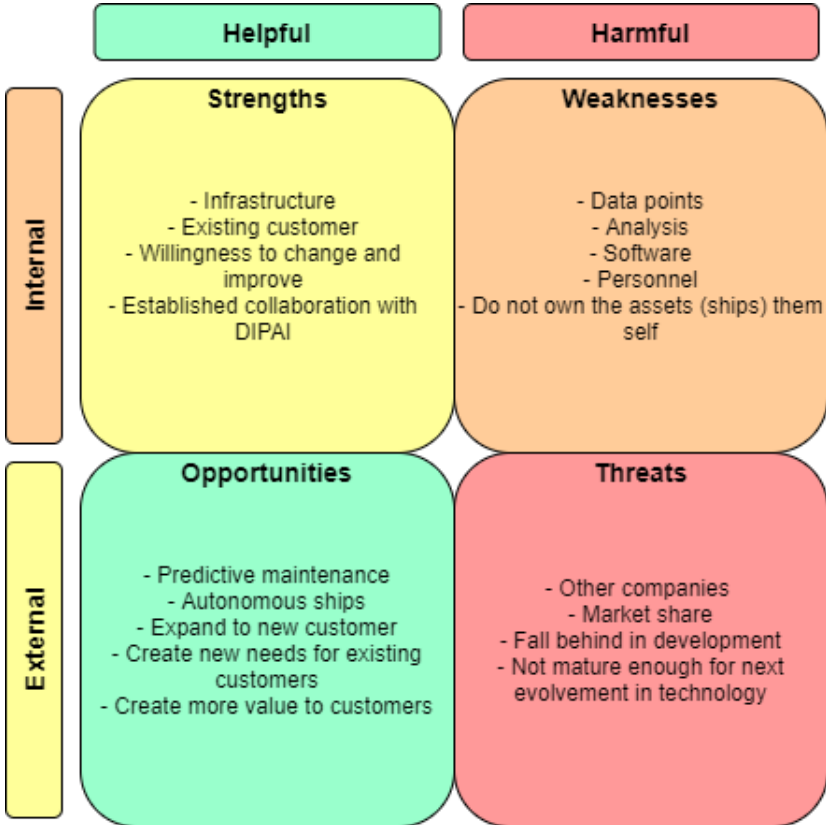 Helpful
Harmful
Internal
Strengths
- Infrastructure
- Existing customer
- Willingness to change and
improve
- Established collaboration with
DIPAI
Weaknesses
- Data points
- Analysis
- Software
- Personnel
- Do not own the assets (ships) them
self
External
Opportunities
- Predictive maintenance
- Autonomous ships
- Expand to new customer
- Create new needs for existing
customers
- Create more value to customers
Threats
- Other companies
- Market share
- Fall behind in development
- Not mature enough for next
evolvement in technology